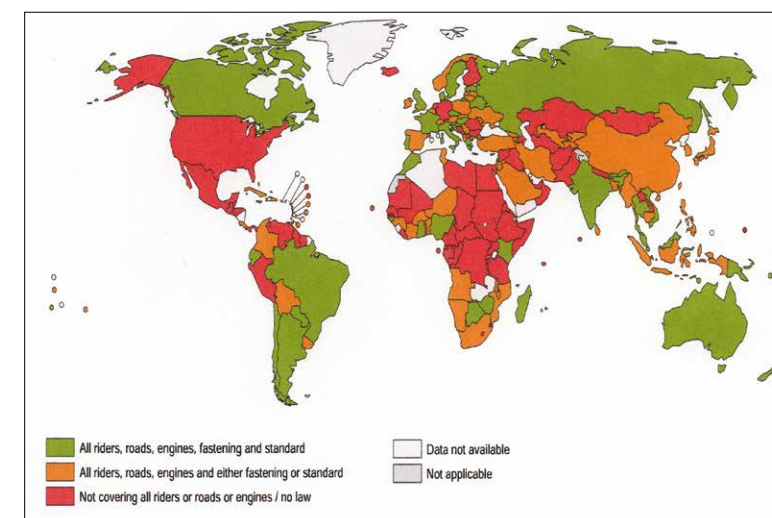 All riders, roads, engines, fastening and standard
All riders, roads, engines and either fastening or standard
Not covering all riders or roads or engines / no law
Data not available
Not applicable